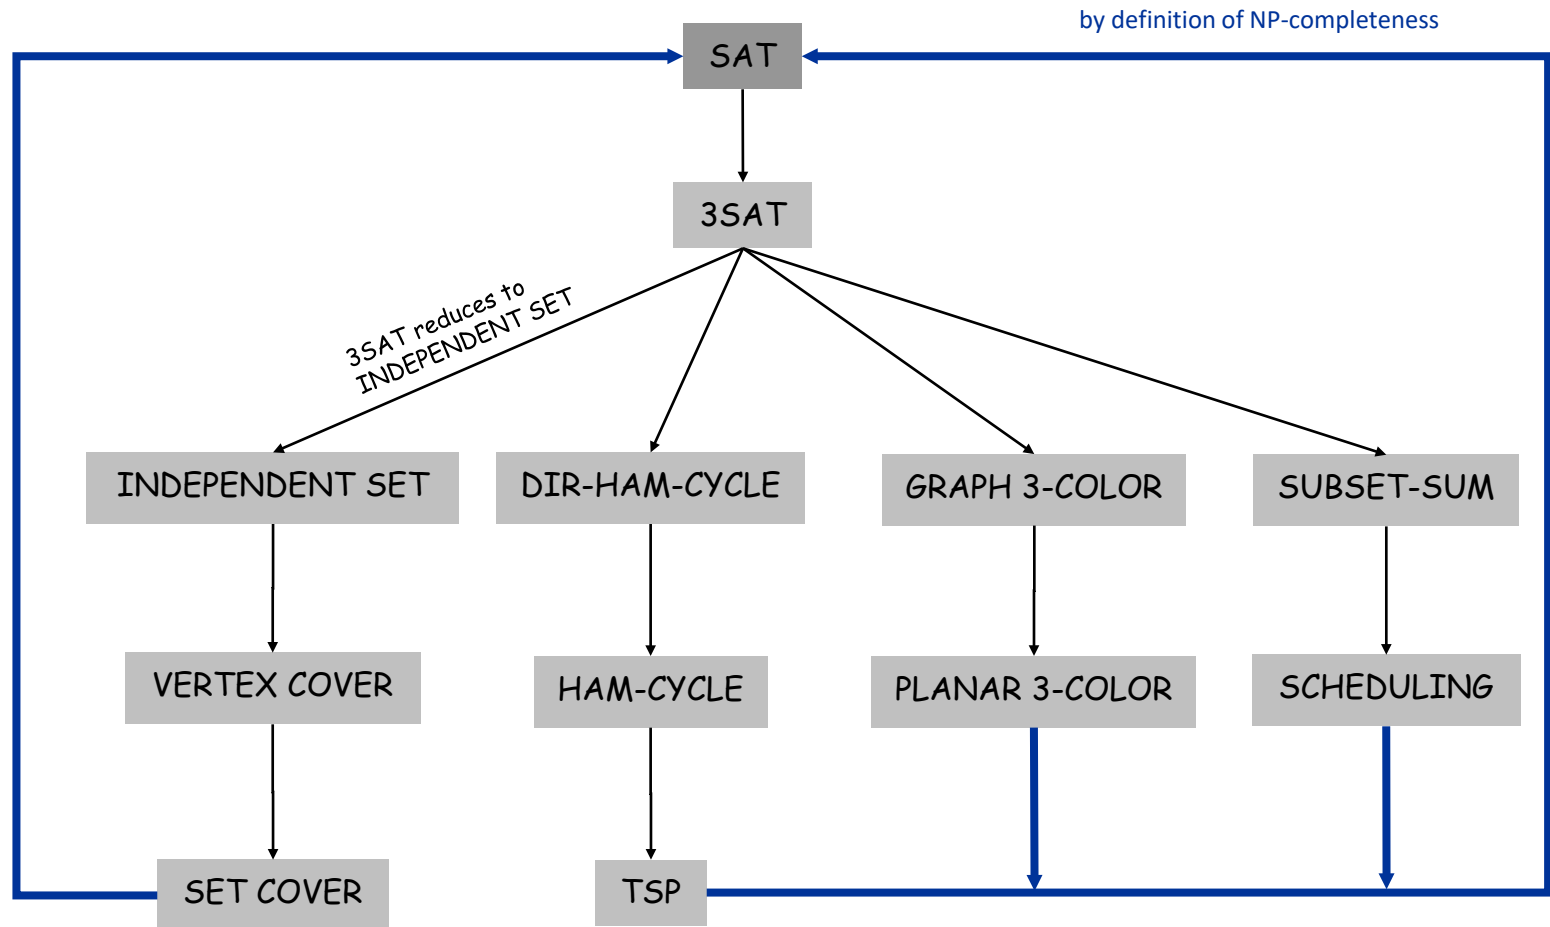 by definition of NP-completeness
SAT
3SAT
3SAT reduces to
INDEPENDENT SET
INDEPENDENT SET
DIR-HAM-CYCLE
GRAPH 3-COLOR
SUBSET-SUM
VERTEX COVER
HAM-CYCLE
PLANAR 3-COLOR
SCHEDULING
SET COVER
TSP